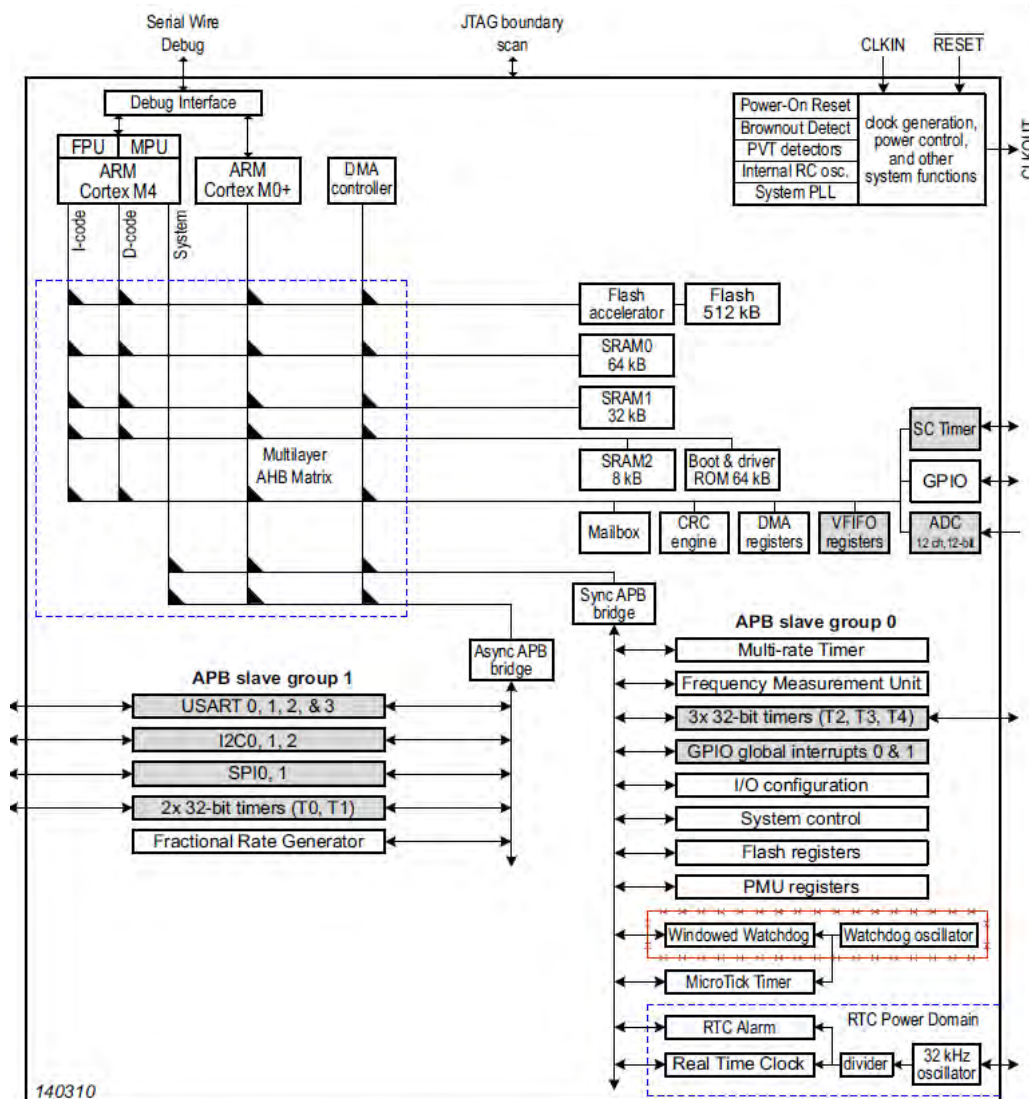 Serial Wire
Debug
JTAG boundary
scan
CLKIN
RESET
Debug Interface
FPU
MPU
ARM
Cortex M4
ARM
Cortex M0+
DMA
controller
Power-On Reset
Brownout Detect
PVT detectors
Internal RC osc.
System PLL
clock generation,
power control,
and other
system functions
CLKOUT
I-code
D-code
System
Flash
accelerator
Flash
512 kB
SRAM0
64 kB
SRAM1
32 kB
Multilayer
AHB Matrix
SRAM2
8 kB
Boot & driver
ROM 64 kB
SC Timer
GPIO
ADC
12 ch, 12-bit.
Mailbox
CRC
engine
DMA
registers
VFIFO
registers
Sync APB
bridge
Async APB
bridge
APB slave group 0
Multi-rate Timer
Frequency Measurement Unit
3x 32-bit timers (T2, T3, T4)
GPIO global interrupts 0 & 1
I/O configuration
System control
Flash registers
PMU registers
Windowed Watchdog
Watchdog oscillator
MicroTick Timer
RTC Alarm
RTC Power Domain
Real Time Clock
divider
32 kHz
oscillator
APB slave group 1
USART 0, 1, 2, & 3
I2C0, 1, 2
SPI0, 1
2x 32-bit timers (T0, T1)
Fractional Rate Generator
140310